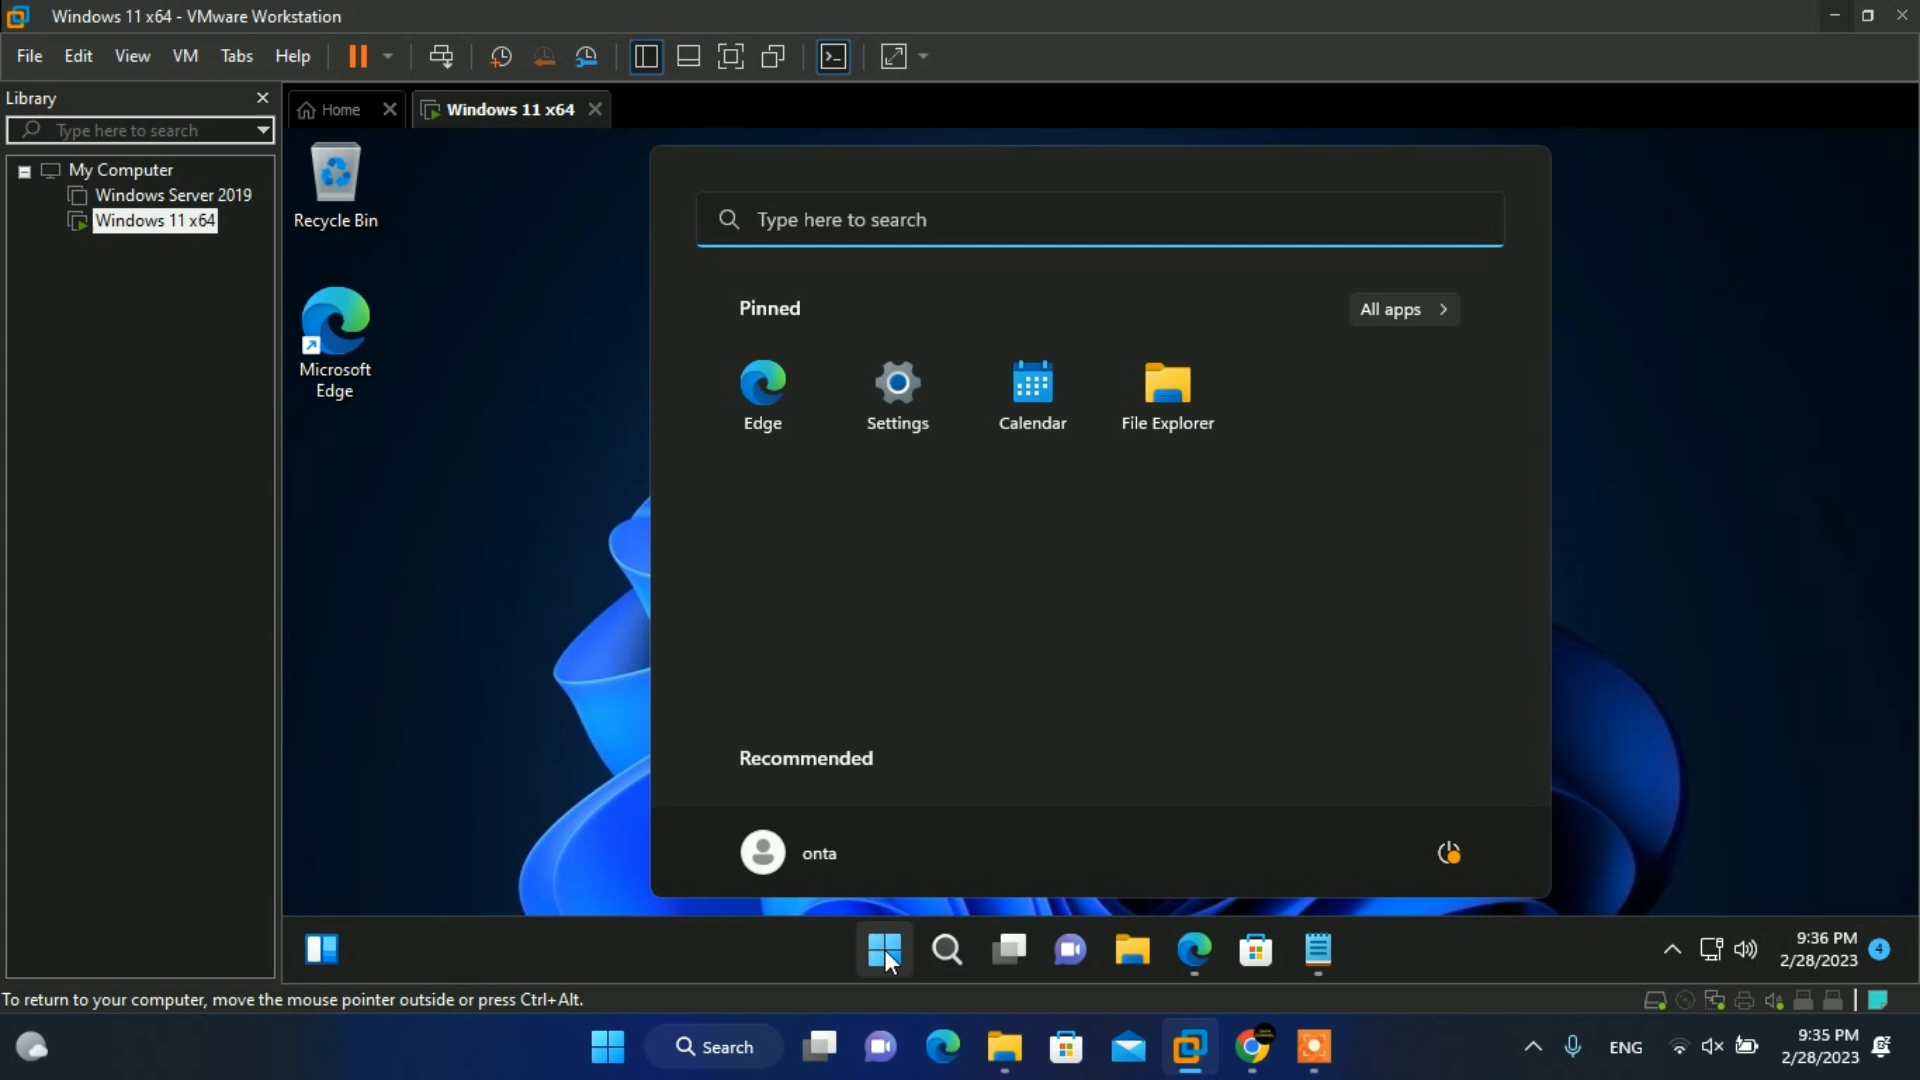 Windows 11 x64 - VMware Workstation
File Edit View VM Tabs Help
Library
Type here to search
My Computer
Windows Server 2019
Windows 11 x64
Home
Windows 11 x64
Recycle Bin
Microsoft
Edge
Type here to search
Pinned
All apps
Edge
Settings
Calendar
File Explorer
Recommended
onta
9:36 PM
2/28/2023
4
To return to your computer, move the mouse pointer outside or press Ctrl+Alt.
Search
ENG
9:35 PM
2/28/2023